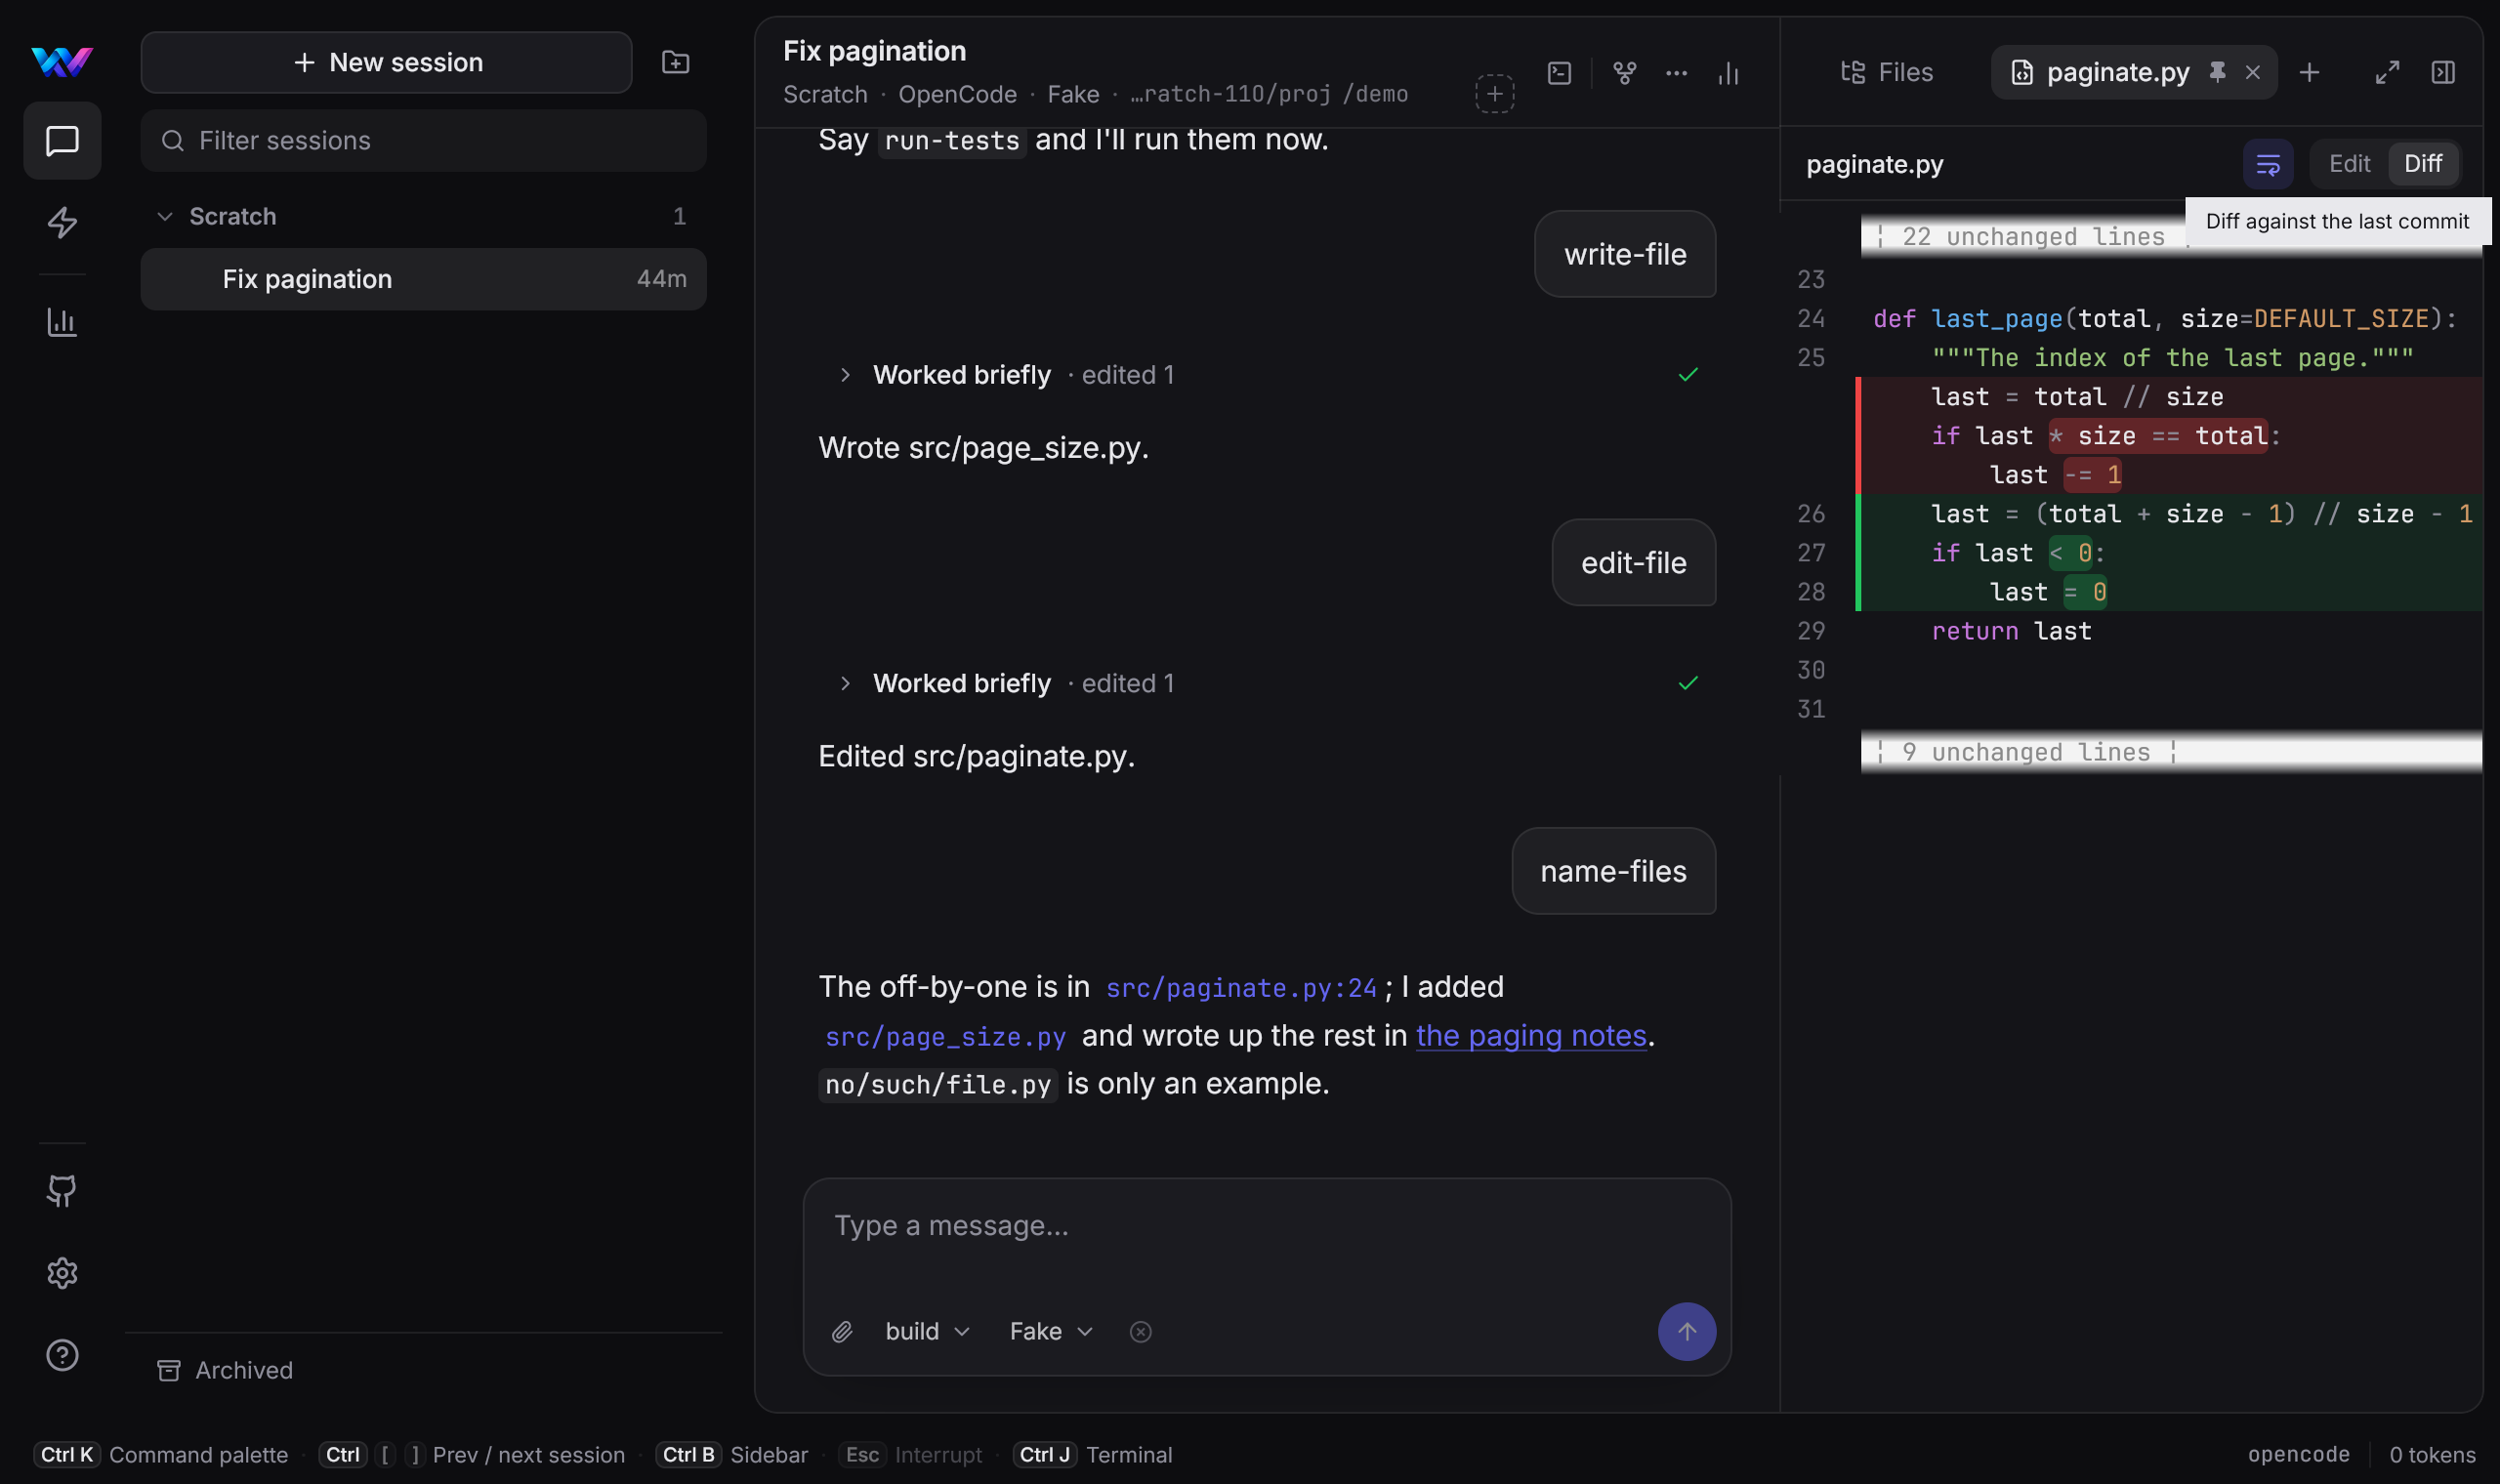 New session
Filter sessions
Scratch 1
Fix pagination 44m
Archived
Fix pagination
Scratch · OpenCode · Fake · …ratch-110/proj /demo
Say run-tests and I'll run them now.
write-file
Worked briefly · edited 1
Wrote src/page_size.py.
edit-file
Worked briefly · edited 1
Edited src/paginate.py.
name-files
The off-by-one is in src/paginate.py:24; I added
src/page_size.py and wrote up the rest in the paging notes.
no/such/file.py is only an example.
Type a message...
build Fake
Files paginate.py
paginate.py Edit Diff
Diff against the last commit
¦ 22 unchanged lines
23
24 def last_page(total, size=DEFAULT_SIZE):
25 """The index of the last page."""
last = total // size
if last * size == total:
last -= 1
26 last = (total + size - 1) // size - 1
27 if last < 0:
28 last = 0
29 return last
30
31
¦ 9 unchanged lines ¦
Ctrl K Command palette · Ctrl [ ] Prev / next session · Ctrl B Sidebar · Esc Interrupt · Ctrl J Terminal
opencode 0 tokens